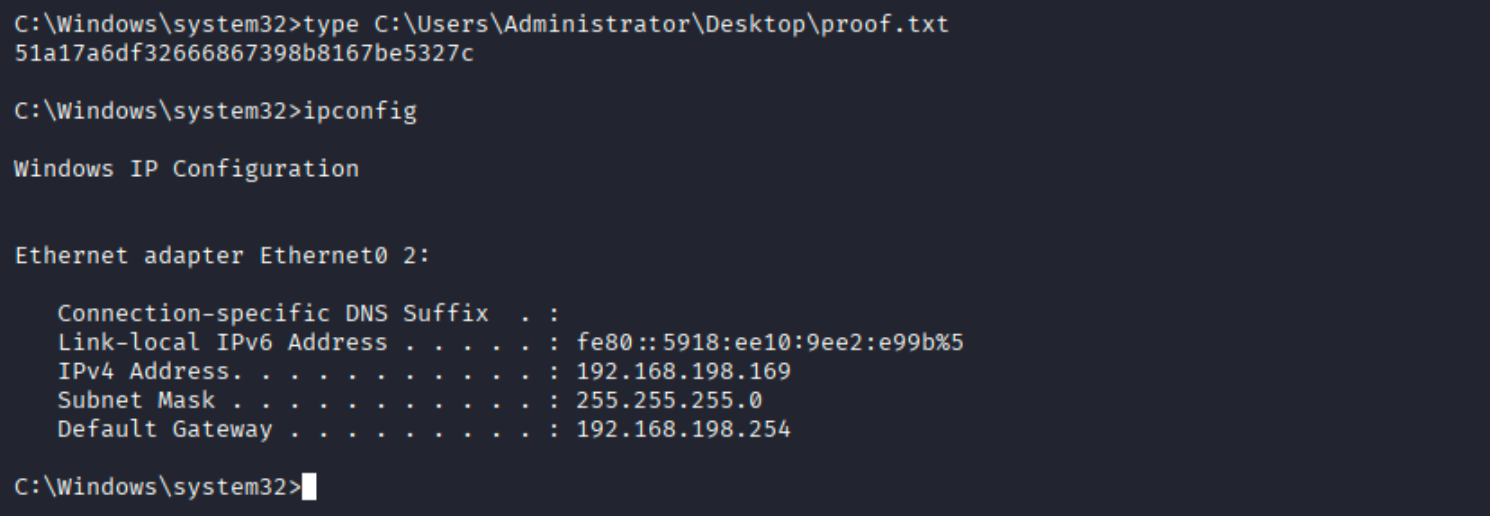 C:\Windows\system32>type C:\Users\Administrator\Desktop\proof.txt
51a17a6df32666867398b8167be5327c
C:\Windows\system32>ipconfig
Windows IP Configuration
Ethernet adapter Ethernet0 2:
Connection-specific DNS Suffix  . :
Link-local IPv6 Address . . . . . : fe80::5918:ee10:9ee2:e99b%5
IPv4 Address. . . . . . . . . . . : 192.168.198.169
Subnet Mask . . . . . . . . . . . : 255.255.255.0
Default Gateway . . . . . . . . . : 192.168.198.254
C:\Windows\system32>